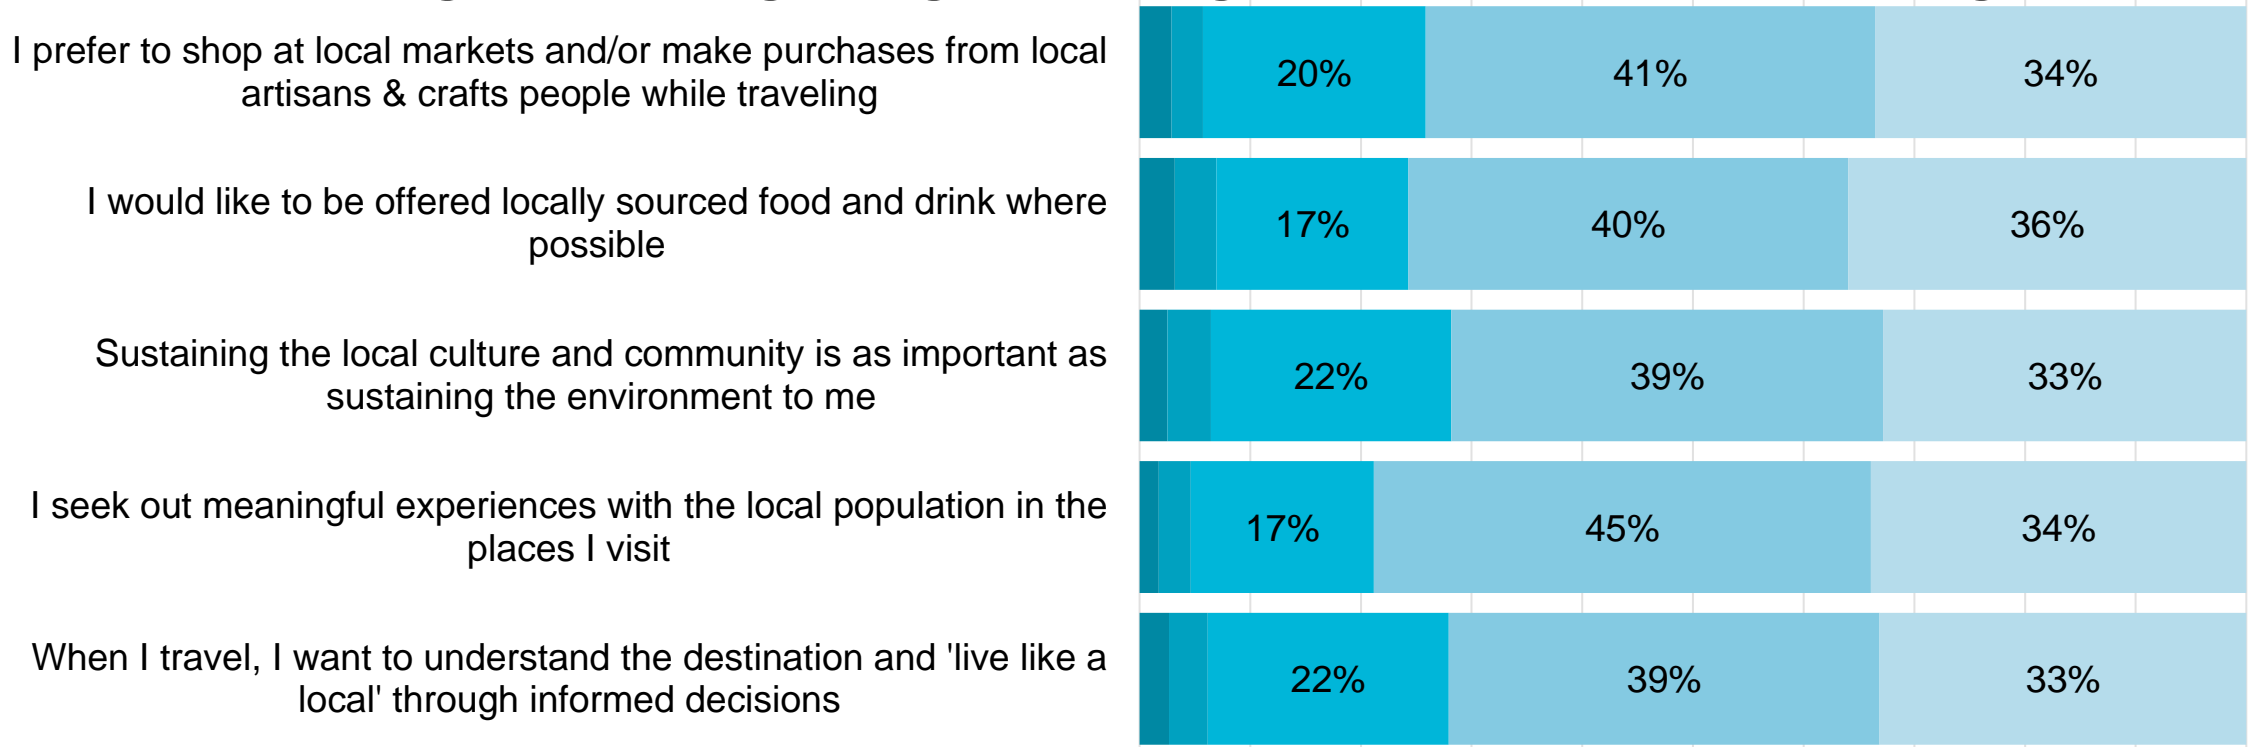 I prefer to shop at local markets and/or make purchases from local
artisans & crafts people while traveling
20% 41% 34%
I would like to be offered locally sourced food and drink where
possible
17% 40% 36%
Sustaining the local culture and community is as important as
sustaining the environment to me
22% 39% 33%
I seek out meaningful experiences with the local population in the
places I visit
17% 45% 34%
When I travel, I want to understand the destination and 'live like a
local' through informed decisions
22% 39% 33%